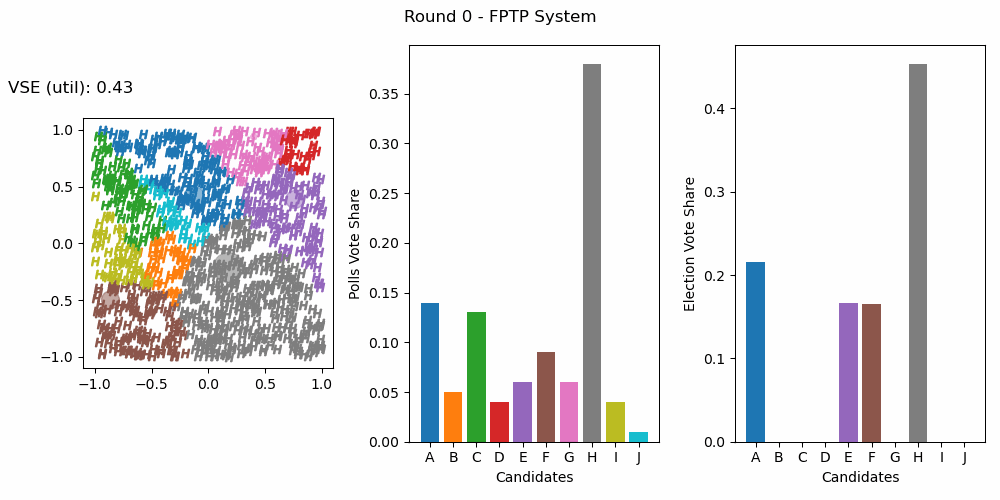 Round 0 - FPTP System
VSE (util): 0.43
1.0
0.5
0.0
−0.5
−1.0
−1.0 −0.5 0.0 0.5 1.0
Polls Vote Share
0.35
0.30
0.25
0.20
0.15
0.10
0.05
0.00
A B C D E F G H I J
Candidates
Election Vote Share
0.4
0.3
0.2
0.1
0.0
A B C D E F G H I J
Candidates